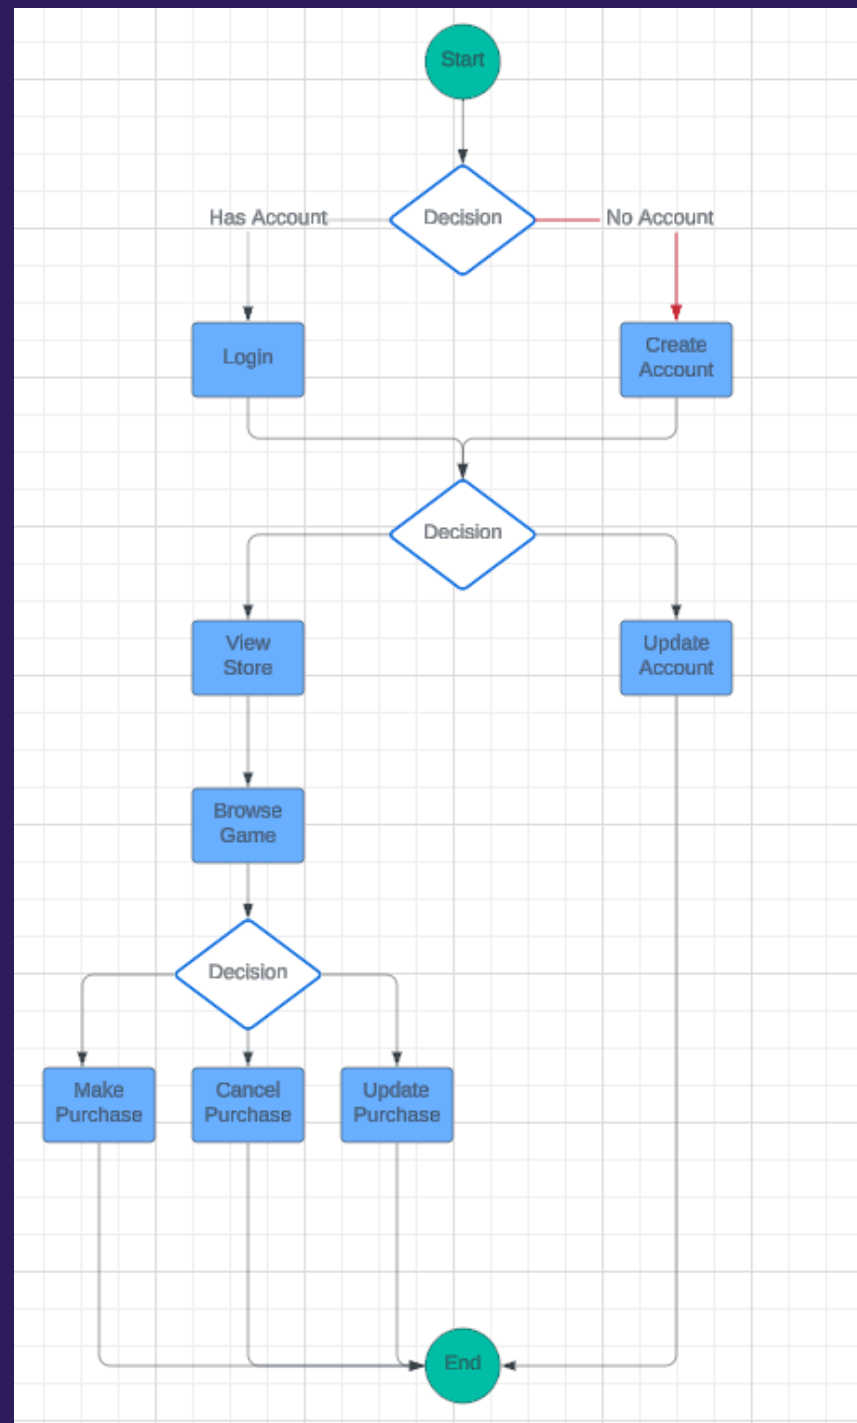 Start
Decision
Has Account
No Account
Login
Create
Account
Decision
View
Store
Update
Account
Browse
Game
Decision
Make
Purchase
Cancel
Purchase
Update
Purchase
End